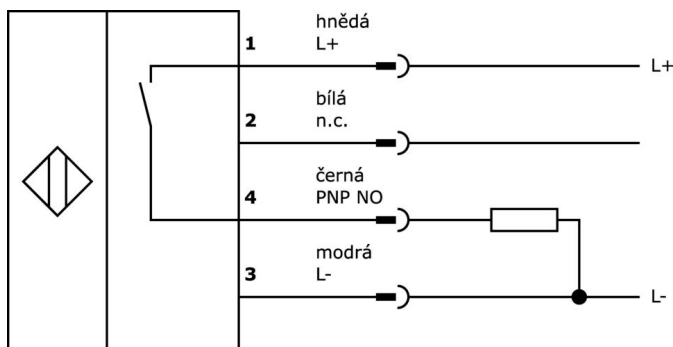 hnědá
1 L+ L+
bílá
2 n.c.
černá
4 PNP NO
modrá
3 L- L-